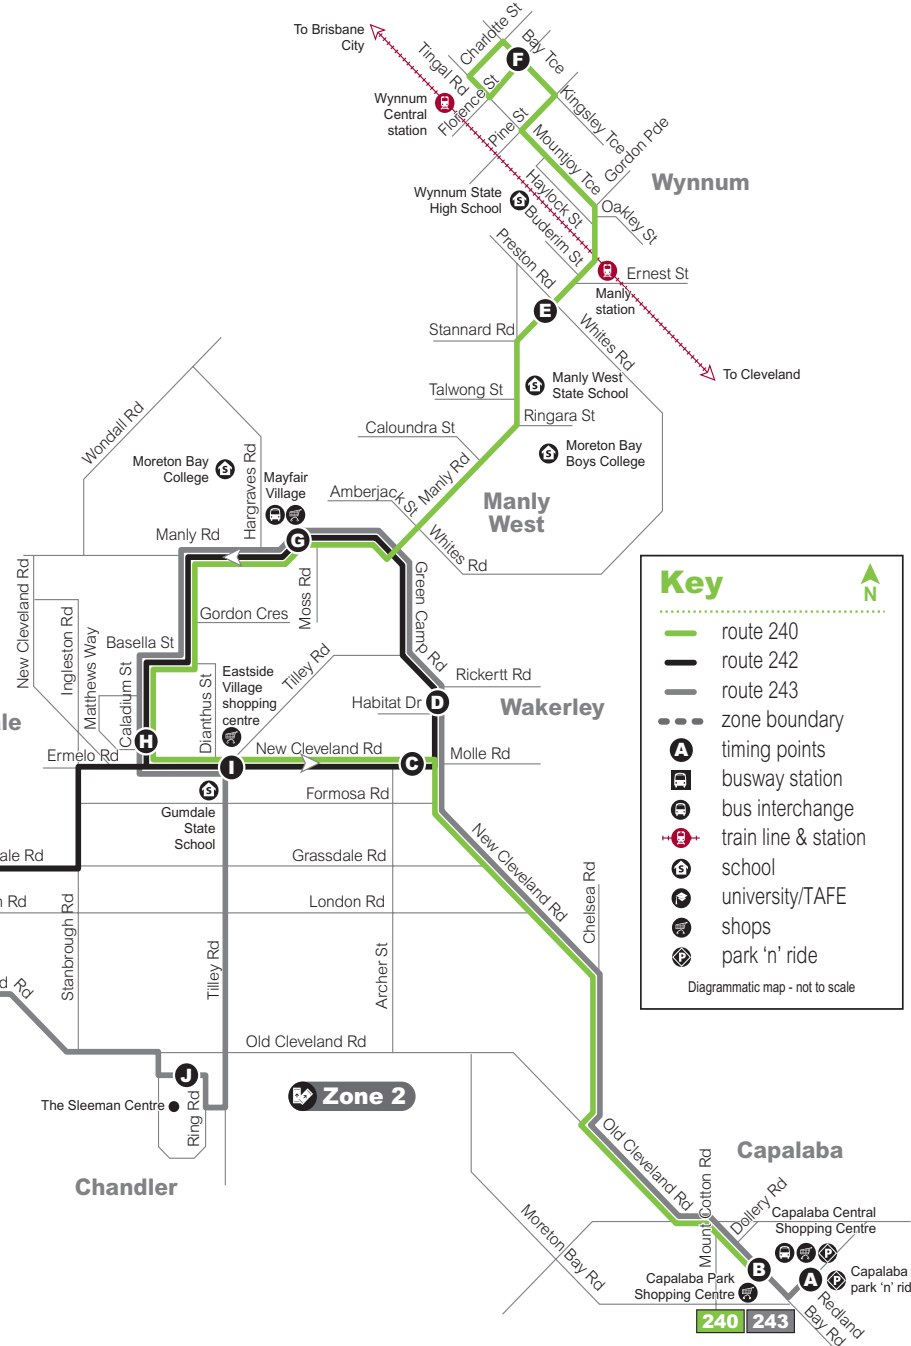 To Brisbane
City
Charlotte St
Bay Tce
Tingal Rd
F
Wynnum
Central
station
Florence St
Kingsley Tce
Pine St
Gordon Pde
Mountjoy Tce
Wynnum
Wynnum State
High School
Haylock St
Oakley St
Buderim St
Preston Rd
Ernest St
Manly
station
E
Stannard Rd
Whites Rd
To Cleveland
Talwong St
Manly West
State School
Ringara St
Caloundra St
Wondall Rd
Moreton Bay
College
Hargraves Rd
Mayfair
Village
Moreton Bay
Boys College
Manly Rd
Amberjack St
Manly
West
Manly Rd
G
Whites Rd
New Cleveland Rd
Ingleston Rd
Matthews Way
Gordon Cres
Moss Rd
Green Camp Rd
Basella St
Caladium St
Dianthus St
Eastside
Village
shopping
centre
Tilley Rd
Rickertt Rd
Habitat Dr
D
Wakerley
le
H
Ermelo Rd
New Cleveland Rd
I
C
Molle Rd
Formosa Rd
Gumdale
State
School
ale Rd
Grassdale Rd
New Cleveland Rd
n Rd
London Rd
Chelsea Rd
Stanbrough Rd
Tilley Rd
Archer St
d Rd
Old Cleveland Rd
J
The Sleeman Centre
Ring Rd
Zone 2
Chandler
Old Cleveland Rd
Capalaba
Mount Cotton Rd
Dollery Rd
Capalaba Central
Shopping Centre
Moreton Bay Rd
B
A
Capalaba
park 'n' rid
Capalaba Park
Shopping Centre
Redland
Bay Rd
240
243
Key
N
route 240
route 242
route 243
zone boundary
A
timing points
busway station
bus interchange
train line & station
school
university/TAFE
shops
park 'n' ride
Diagrammatic map - not to scale